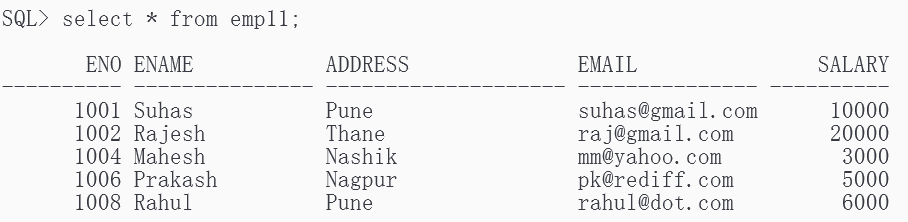 SQL> select * from emp11;
       ENO ENAME           ADDRESS              EMAIL               SALARY
---------- --------------- -------------------- --------------- ----------
      1001 Suhas           Pune                 suhas@gmail.com      10000
      1002 Rajesh          Thane                raj@gmail.com        20000
      1004 Mahesh          Nashik               mm@yahoo.com          3000
      1006 Prakash         Nagpur               pk@rediff.com         5000
      1008 Rahul           Pune                 rahul@dot.com         6000